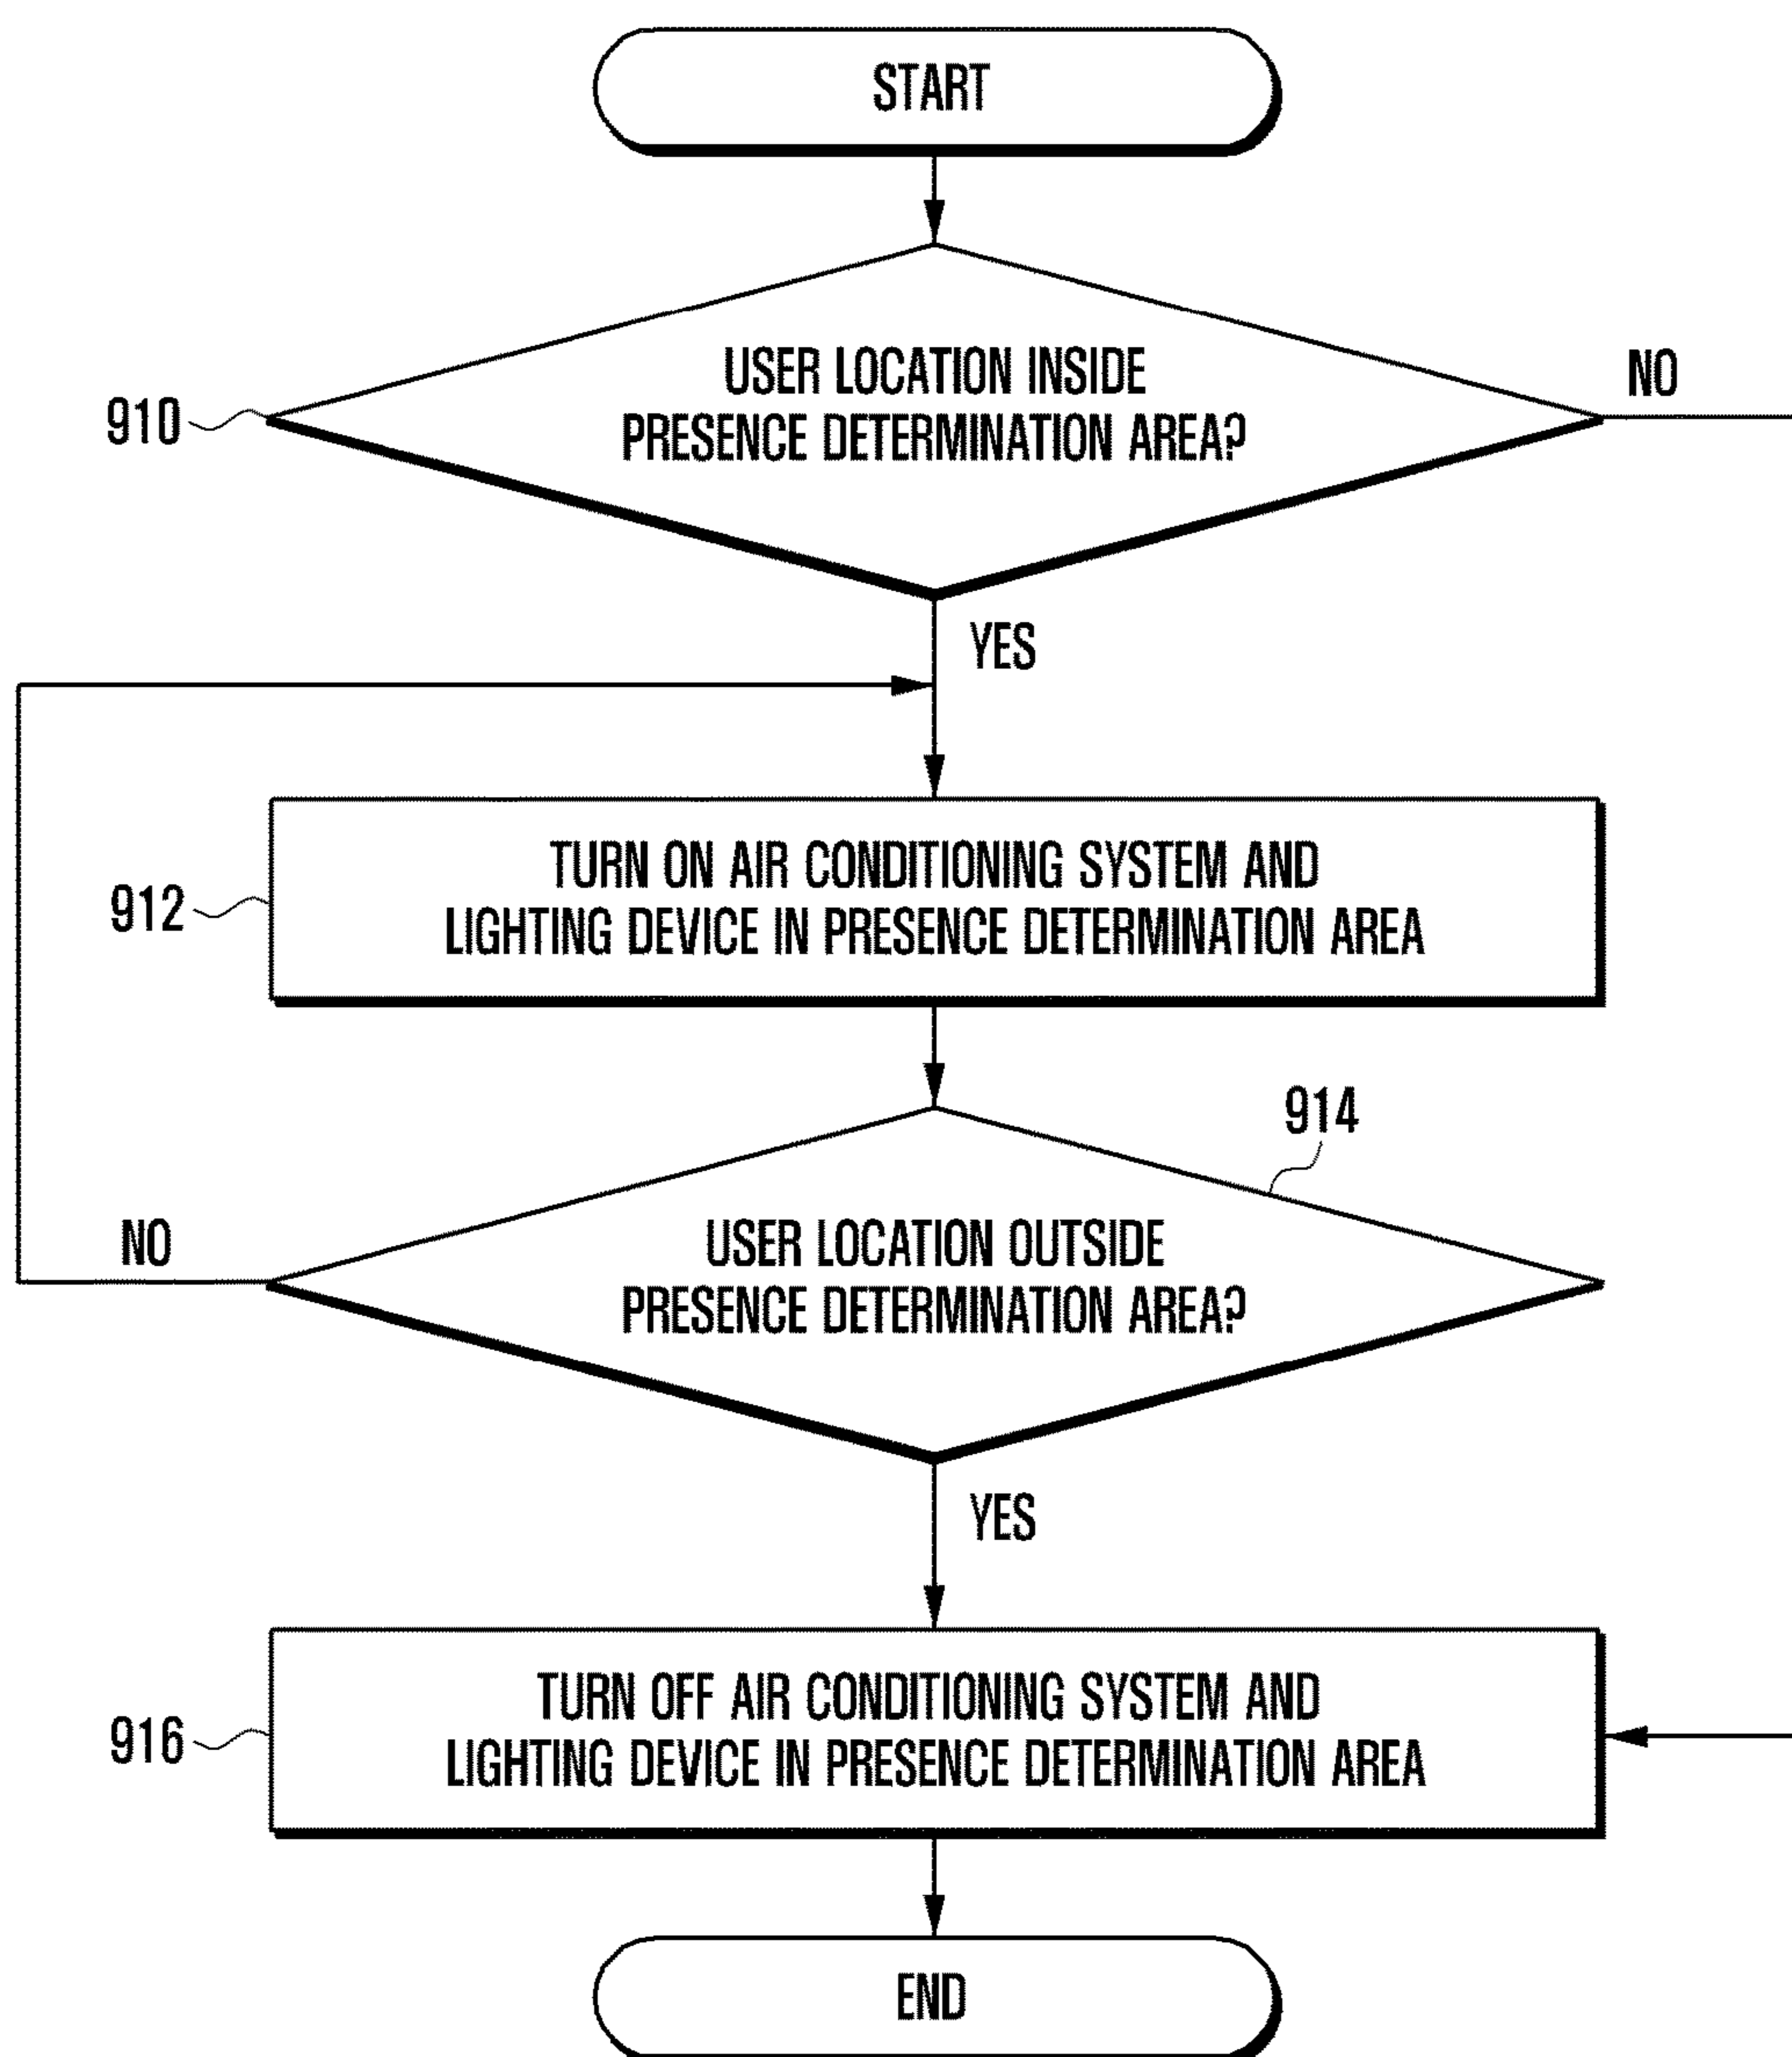 START
USER LOCATION INSIDE
PRESENCE DETERMINATION AREA?
NO
910
YES
TURN ON AIR CONDITIONING SYSTEM AND
LIGHTING DEVICE IN PRESENCE DETERMINATION AREA
912
914
USER LOCATION OUTSIDE
PRESENCE DETERMINATION AREA?
NO
YES
TURN OFF AIR CONDITIONING SYSTEM AND
LIGHTING DEVICE IN PRESENCE DETERMINATION AREA
916
END